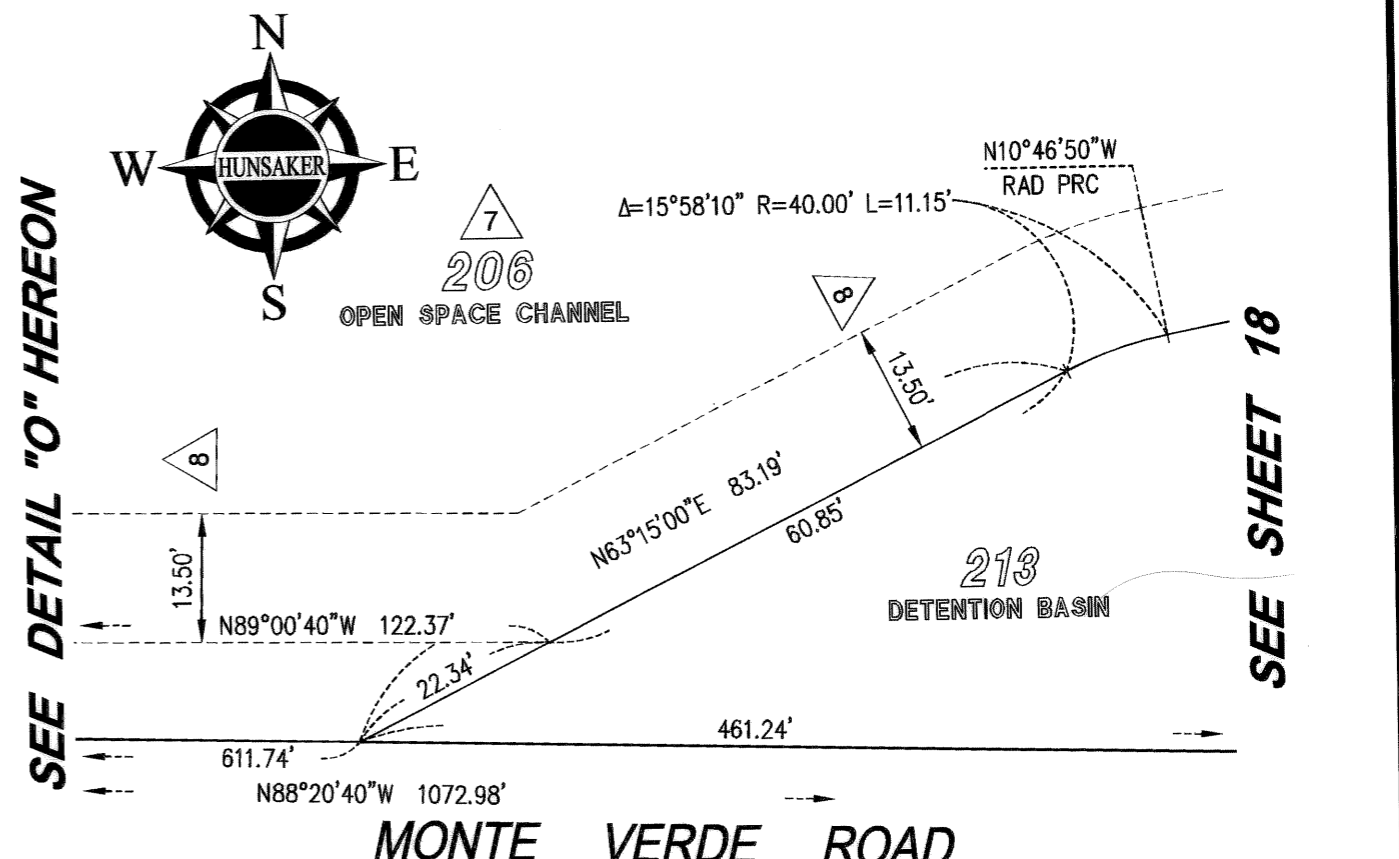 N
W
HUNSAKER
E
S
N10°46'50"W
RAD PRC
Δ=15°58'10" R=40.00' L=11.15'
7
206
OPEN SPACE CHANNEL
8
13.50'
SEE DETAIL "O" HEREON
SEE SHEET 18
8
13.50'
N63°15'00"E 83.19'
60.85'
213
DETENTION BASIN
N89°00'40"W 122.37'
22.34'
461.24'
611.74'
N88°20'40"W 1072.98'
MONTE VERDE ROAD